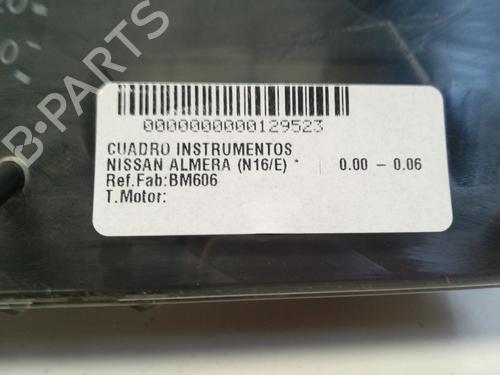 0000000000129523
CUADRO INSTRUMENTOS
NISSAN ALMERA (N16/E) * 0.00 – 0.06
Ref.Fab:BM606
T.Motor:
B-PARTS